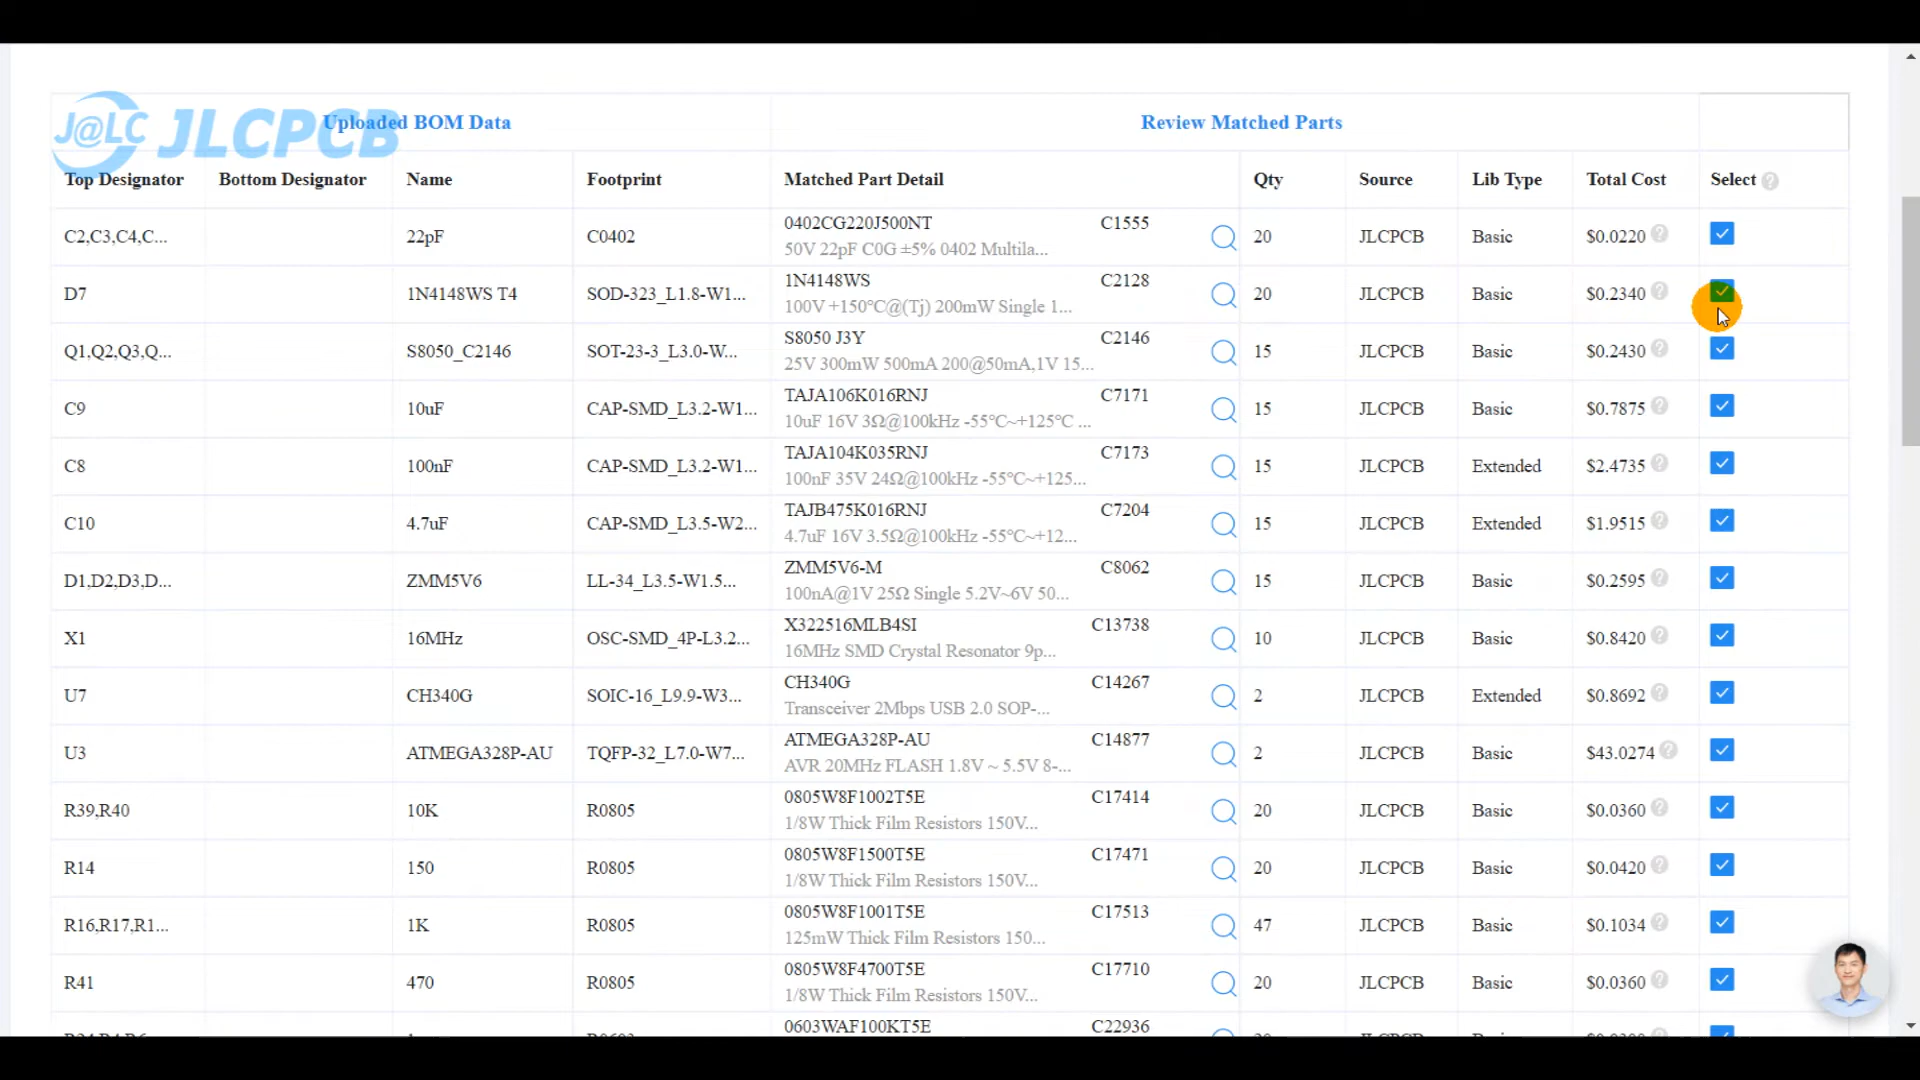 J@LC JLCPCB
Uploaded BOM Data Review Matched Parts
Top Designator Bottom Designator Name Footprint Matched Part Detail Qty Source Lib Type Total Cost Select ?
C2,C3,C4,C... 22pF C0402 0402CG220J500NT C1555 20 JLCPCB Basic $0.0220 ?
50V 22pF C0G ±5% 0402 Multila...
D7 1N4148WS T4 SOD-323_L1.8-W1... 1N4148WS C2128 20 JLCPCB Basic $0.2340 ?
100V +150℃@(Tj) 200mW Single 1...
Q1,Q2,Q3,Q... S8050_C2146 SOT-23-3_L3.0-W... S8050 J3Y C2146 15 JLCPCB Basic $0.2430 ?
25V 300mW 500mA 200@50mA,1V 15...
C9 10uF CAP-SMD_L3.2-W1... TAJA106K016RNJ C7171 15 JLCPCB Basic $0.7875 ?
10uF 16V 3Ω@100kHz -55℃~+125℃ ...
C8 100nF CAP-SMD_L3.2-W1... TAJA104K035RNJ C7173 15 JLCPCB Extended $2.4735 ?
100nF 35V 24Ω@100kHz -55℃~+125...
C10 4.7uF CAP-SMD_L3.5-W2... TAJB475K016RNJ C7204 15 JLCPCB Extended $1.9515 ?
4.7uF 16V 3.5Ω@100kHz -55℃~+12...
D1,D2,D3,D... ZMM5V6 LL-34_L3.5-W1.5... ZMM5V6-M C8062 15 JLCPCB Basic $0.2595 ?
100nA@1V 25Ω Single 5.2V~6V 50...
X1 16MHz OSC-SMD_4P-L3.2... X322516MLB4SI C13738 10 JLCPCB Basic $0.8420 ?
16MHz SMD Crystal Resonator 9p...
U7 CH340G SOIC-16_L9.9-W3... CH340G C14267 2 JLCPCB Extended $0.8692 ?
Transceiver 2Mbps USB 2.0 SOP-...
U3 ATMEGA328P-AU TQFP-32_L7.0-W7... ATMEGA328P-AU C14877 2 JLCPCB Basic $43.0274 ?
AVR 20MHz FLASH 1.8V ~ 5.5V 8-...
R39,R40 10K R0805 0805W8F1002T5E C17414 20 JLCPCB Basic $0.0360 ?
1/8W Thick Film Resistors 150V...
R14 150 R0805 0805W8F1500T5E C17471 20 JLCPCB Basic $0.0420 ?
1/8W Thick Film Resistors 150V...
R16,R17,R1... 1K R0805 0805W8F1001T5E C17513 47 JLCPCB Basic $0.1034 ?
125mW Thick Film Resistors 150...
R41 470 R0805 0805W8F4700T5E C17710 20 JLCPCB Basic $0.0360 ?
1/8W Thick Film Resistors 150V...
0603WAF100KT5E C22936